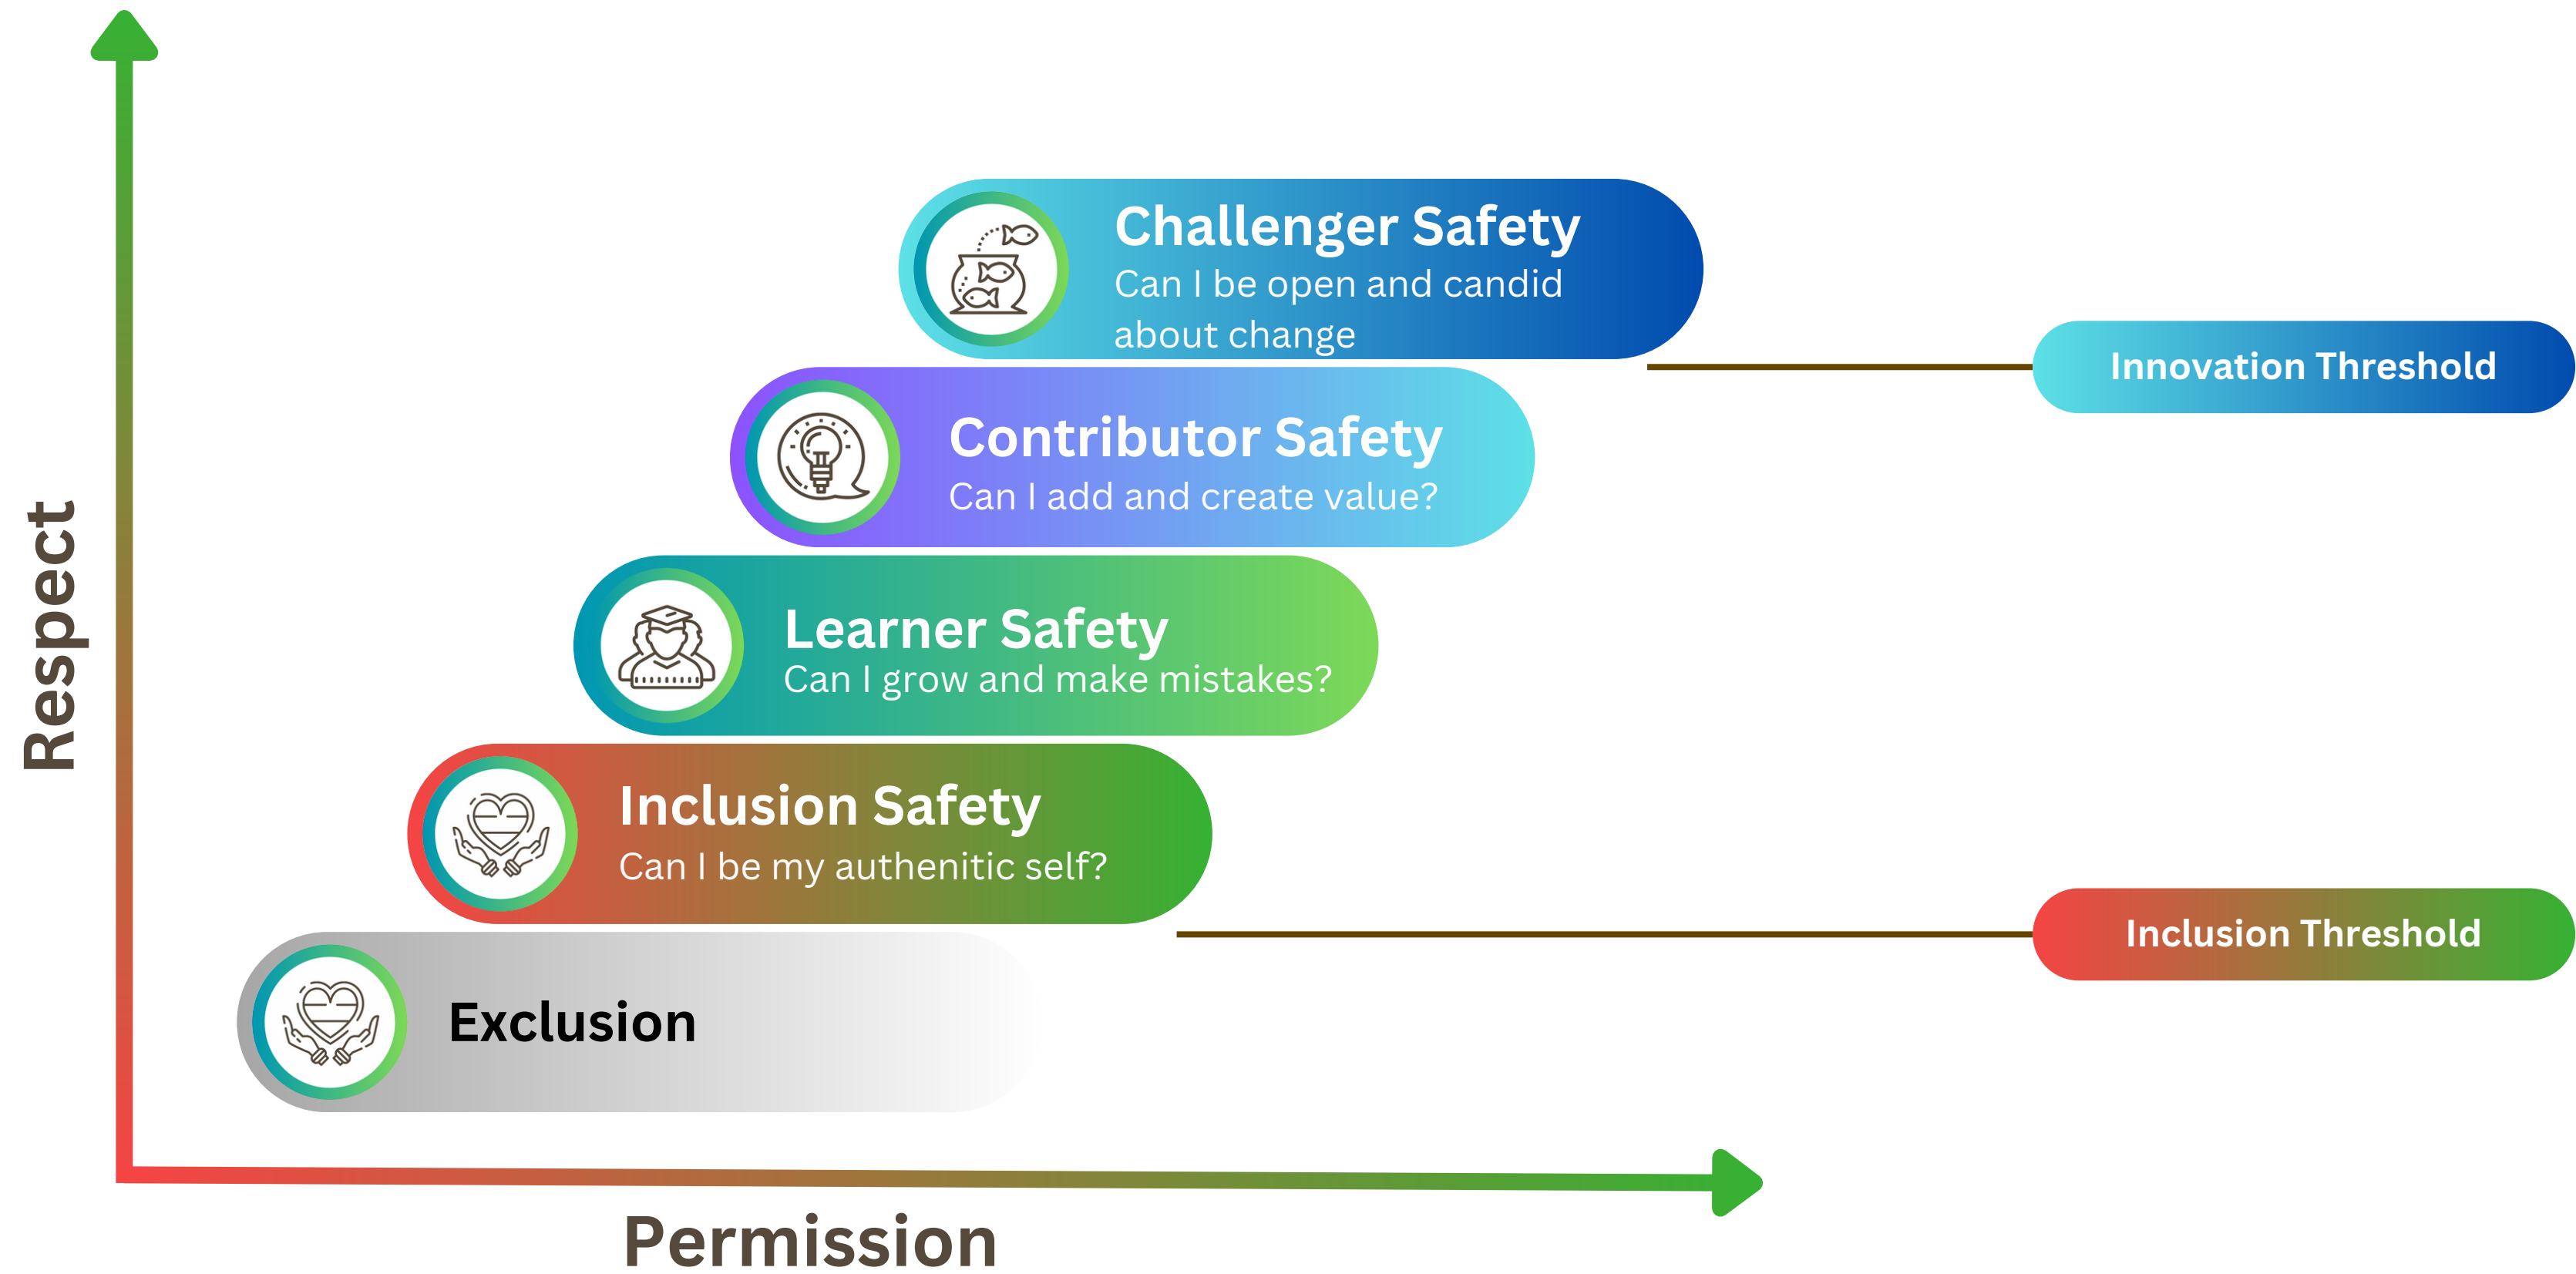 Respect
Challenger Safety
Can I be open and candid
about change
Innovation Threshold
Contributor Safety
Can I add and create value?
Learner Safety
Can I grow and make mistakes?
Inclusion Safety
Can I be my authenitic self?
Inclusion Threshold
Exclusion
Permission